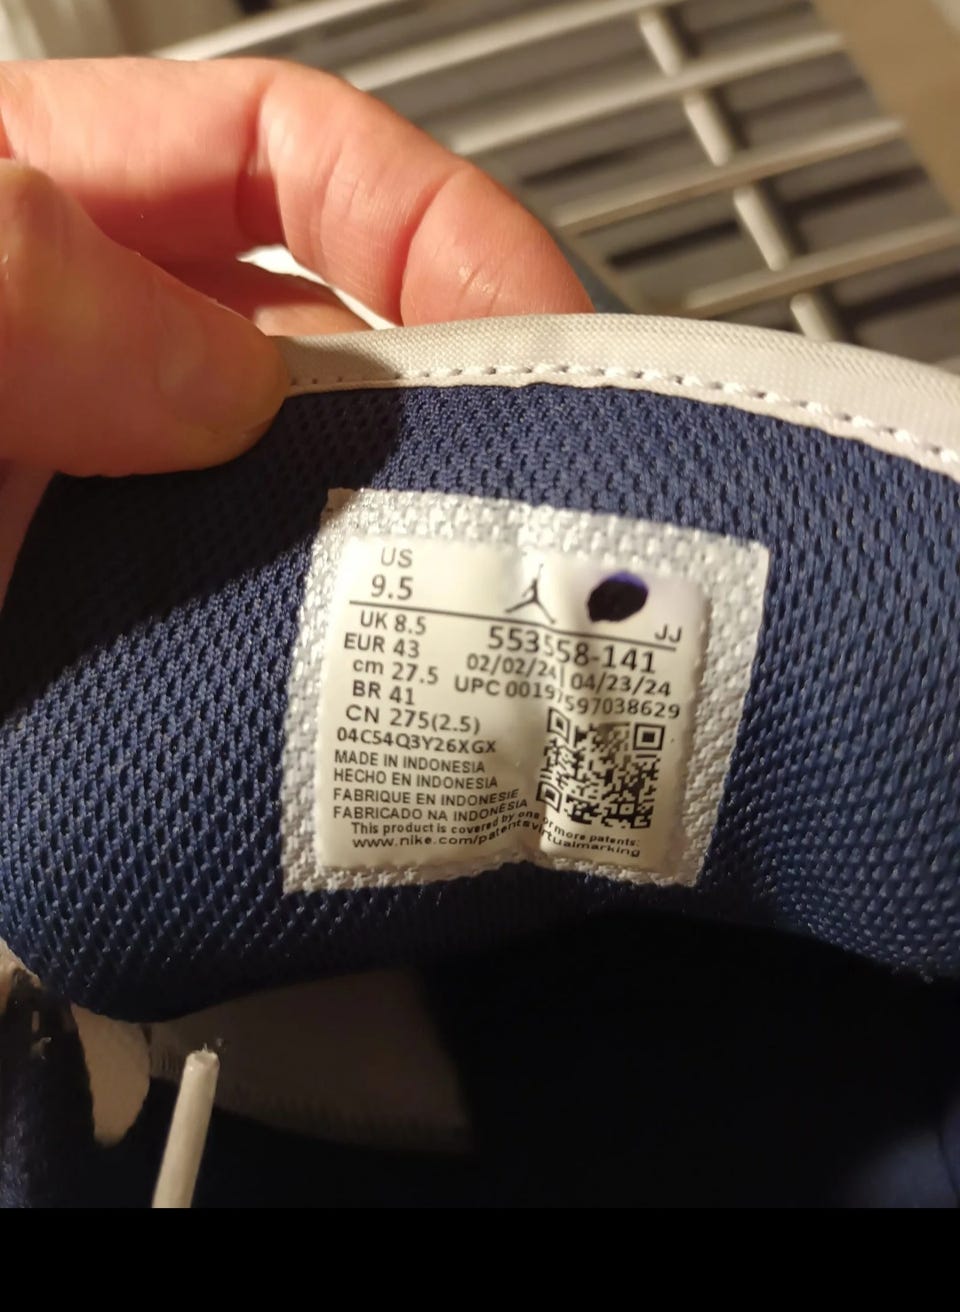 US
9.5
JJ
UK 8.5
EUR 43
cm 27.5
BR 41
CN 275(2.5)
04C54Q3Y26XGX
553558-141
02/02/24 04/23/24
UPC 00197597038629
MADE IN INDONESIA
HECHO EN INDONESIA
FABRIQUE EN INDONESIE
FABRICADO NA INDONÉSIA
This product is covered by one or more patents:
www.nike.com/patentsvirtualmarking